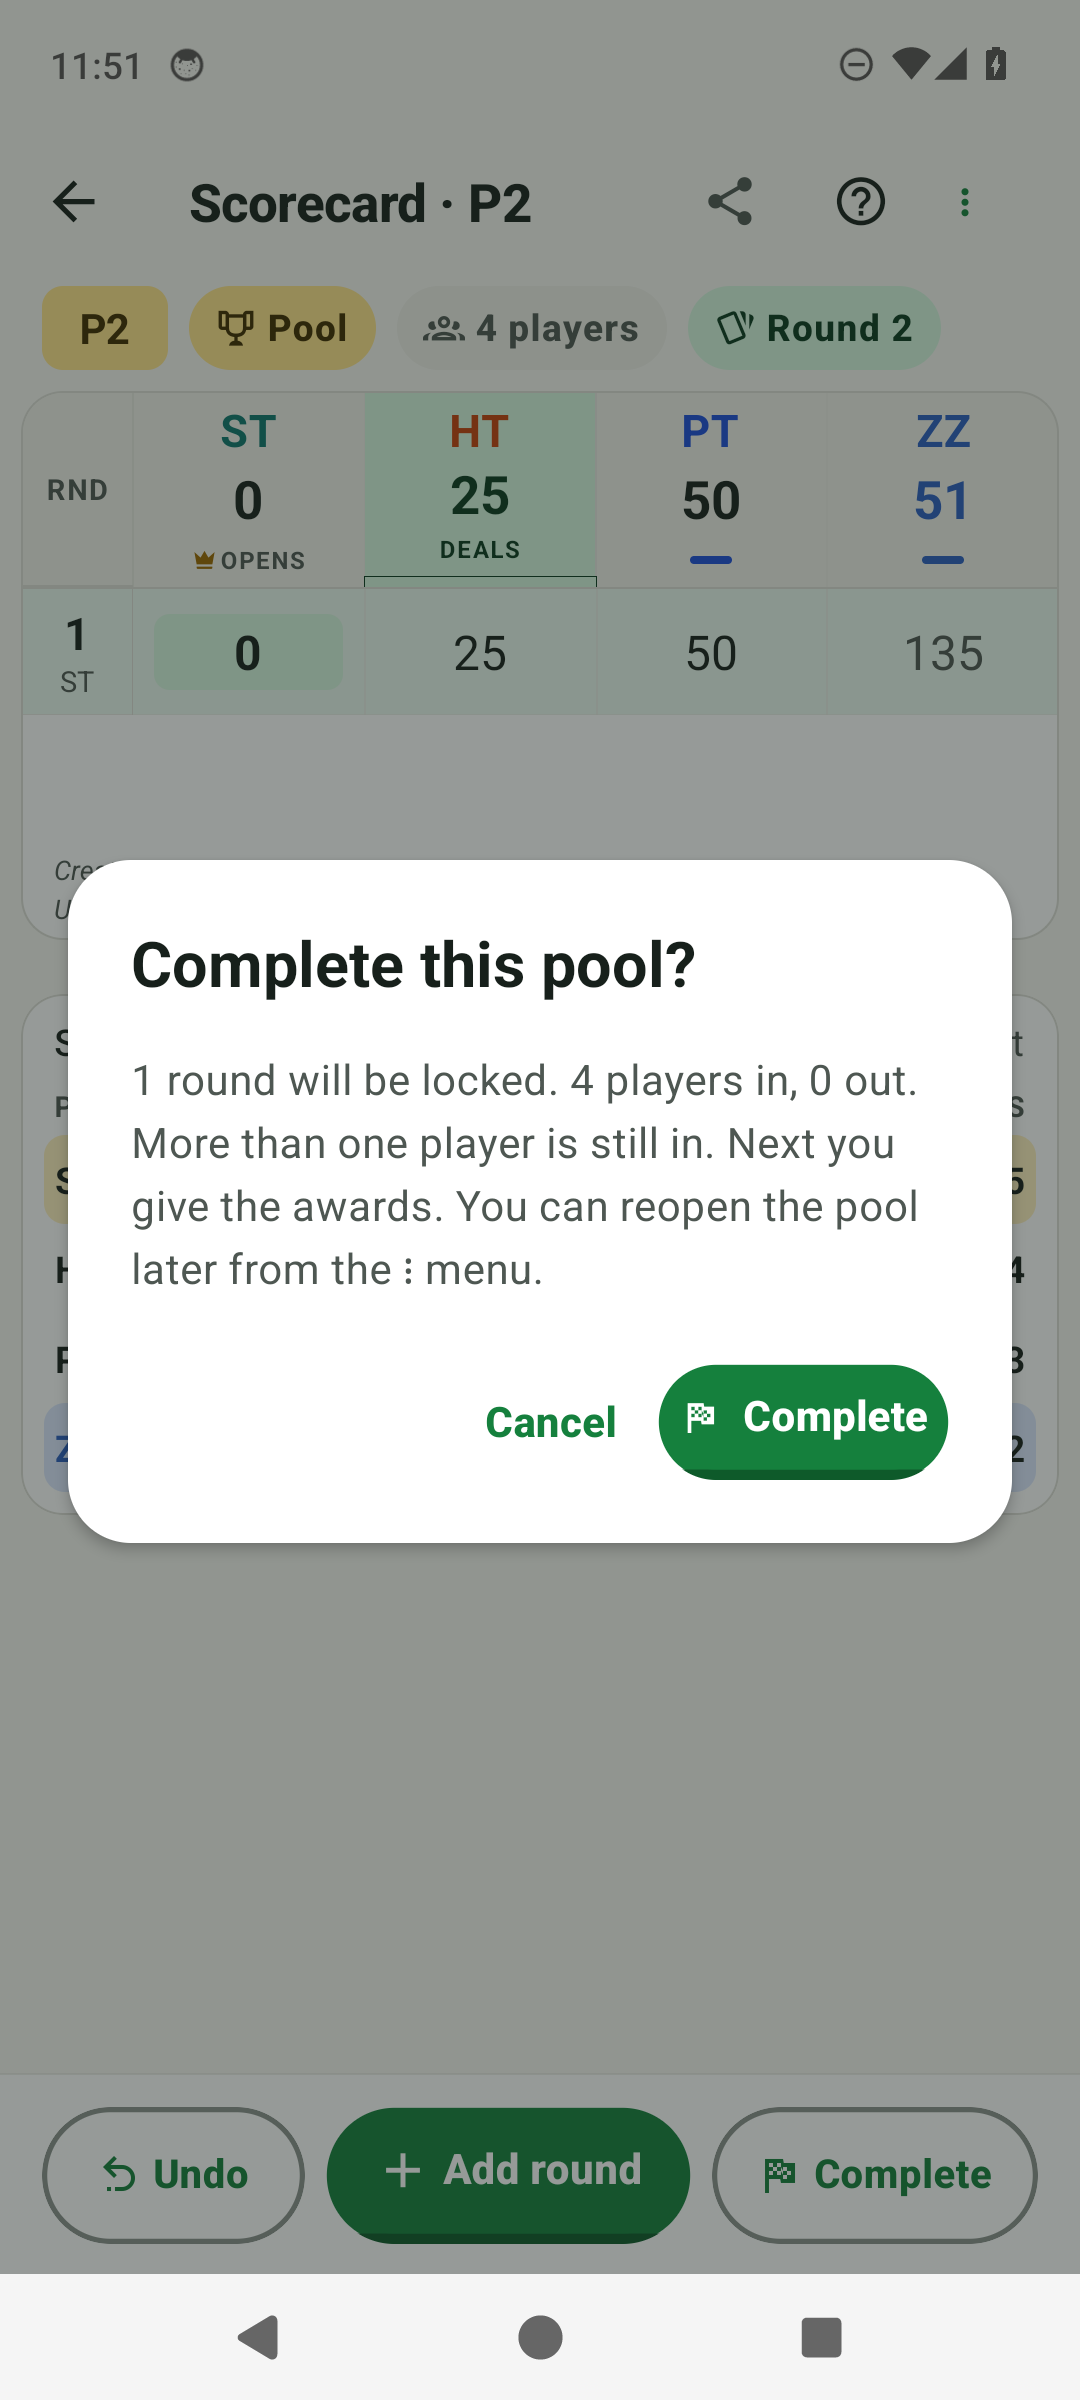 11:51
Scorecard · P2
P2
Pool
4 players
Round 2
RND
ST
HT
PT
ZZ
0
25
50
51
OPENS
DEALS
1
ST
0
25
50
135
Complete this pool?
1 round will be locked. 4 players in, 0 out.
More than one player is still in. Next you
give the awards. You can reopen the pool
later from the ⋮ menu.
Cancel
Complete
Undo
Add round
Complete